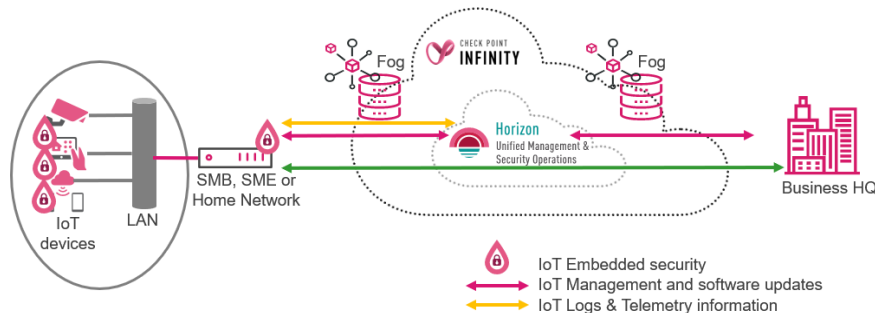 Fog
CHECK POINT
INFINITY
Fog
Horizon
Unified Management &
Security Operations
SMB, SME or
Home Network
Business HQ
LAN
IoT
devices
IoT Embedded security
IoT Management and software updates
IoT Logs & Telemetry information